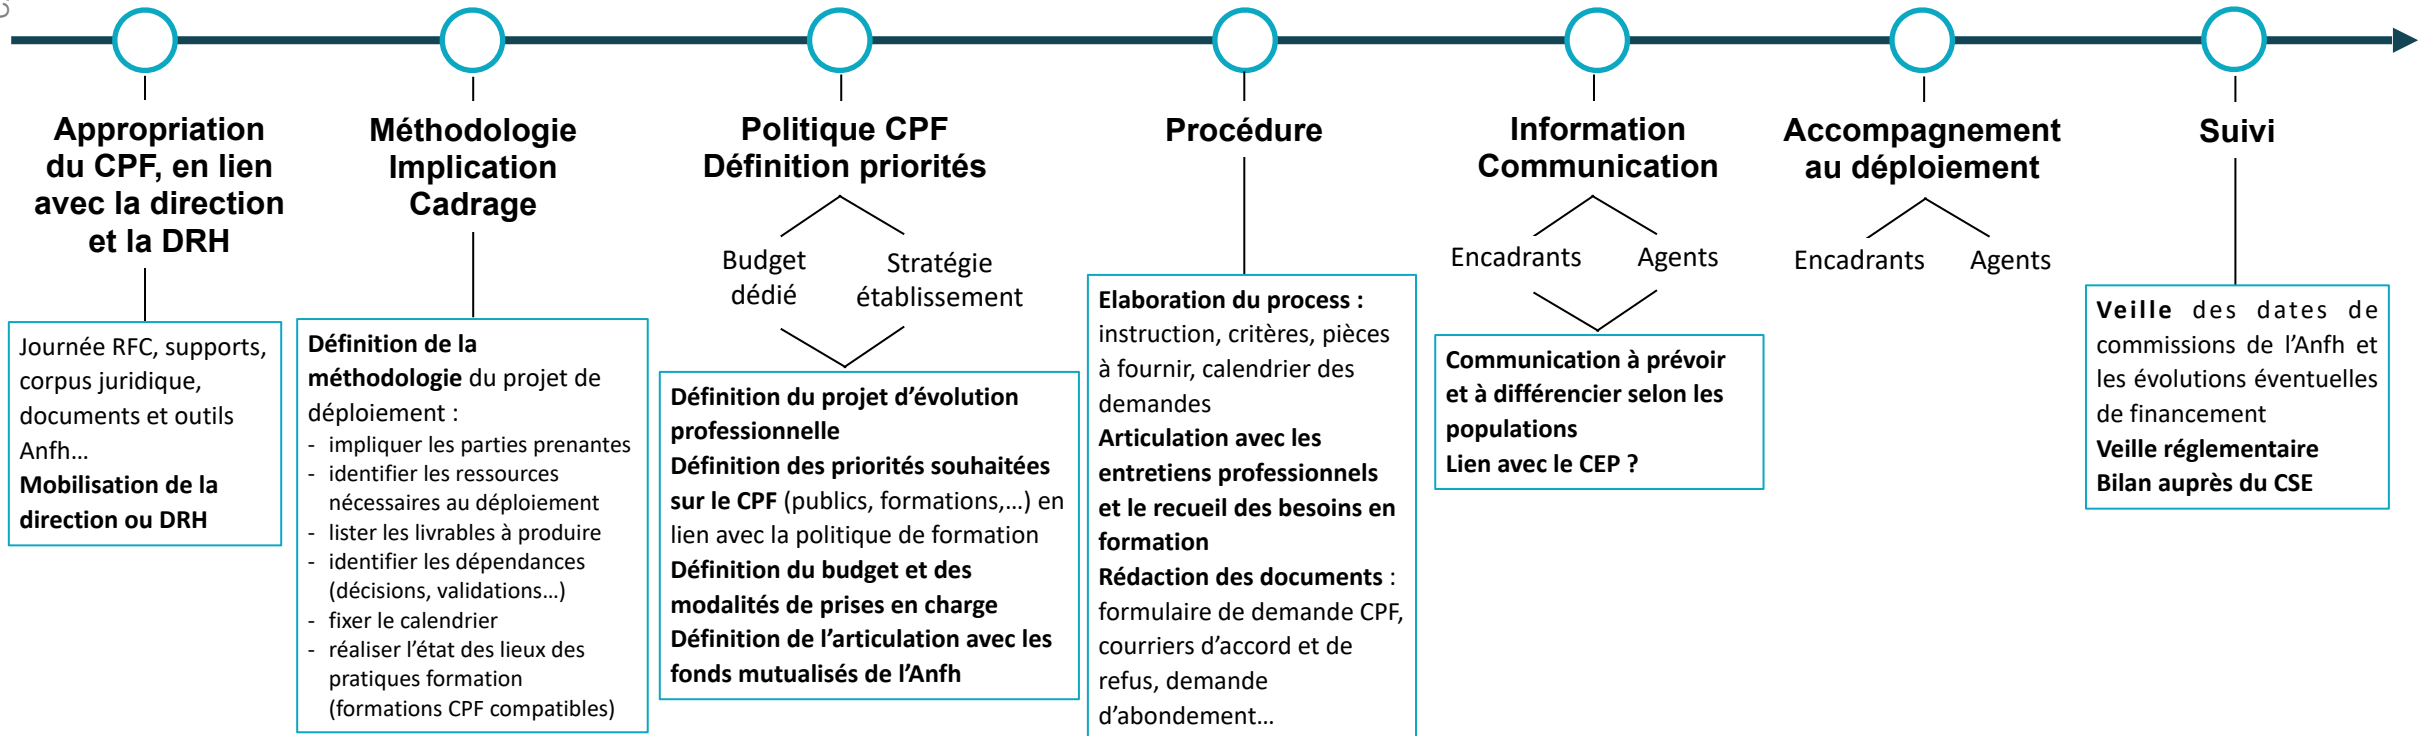 Appropriation
du CPF, en lien
avec la direction
et la DRH
Journée RFC, supports,
corpus juridique,
documents et outils
Anfh…
Mobilisation de la
direction ou DRH
Méthodologie
Implication
Cadrage
Définition de la
méthodologie du projet de
déploiement :
- impliquer les parties prenantes
- identifier les ressources
nécessaires au déploiement
- lister les livrables à produire
- identifier les dépendances
(décisions, validations…)
- fixer le calendrier
- réaliser l’état des lieux des
pratiques formation
(formations CPF compatibles)
Politique CPF
Définition priorités
Budget
dédié
Stratégie
établissement
Définition du projet d’évolution
professionnelle
Définition des priorités souhaitées
sur le CPF (publics, formations,…) en
lien avec la politique de formation
Définition du budget et des
modalités de prises en charge
Définition de l’articulation avec les
fonds mutualisés de l’Anfh
Procédure
Elaboration du process :
instruction, critères, pièces
à fournir, calendrier des
demandes
Articulation avec les
entretiens professionnels
et le recueil des besoins en
formation
Rédaction des documents :
formulaire de demande CPF,
courriers d’accord et de
refus, demande
d’abondement…
Information
Communication
Encadrants
Agents
Communication à prévoir
et à différencier selon les
populations
Lien avec le CEP ?
Accompagnement
au déploiement
Encadrants
Agents
Suivi
Veille des dates de
commissions de l’Anfh et
les évolutions éventuelles
de financement
Veille réglementaire
Bilan auprès du CSE